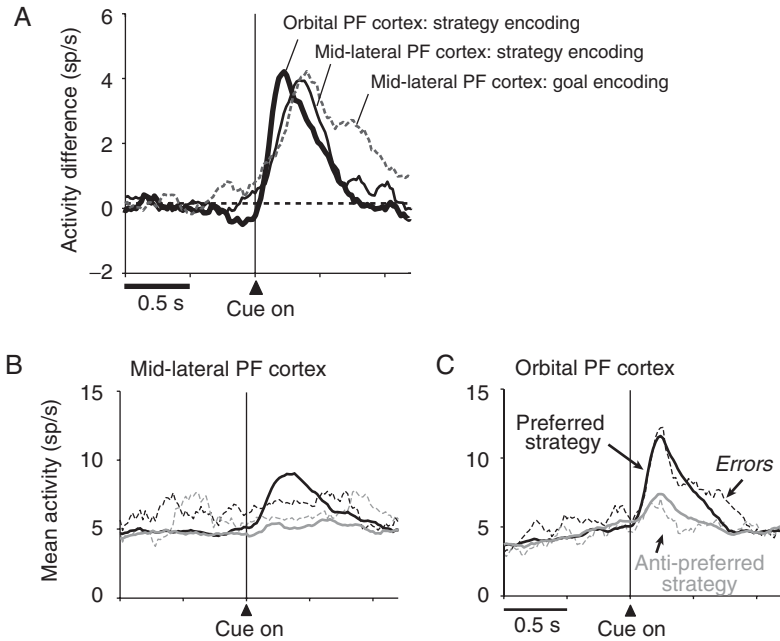 A
Activity difference (sp/s)
6
4
2
0
–2
Orbital PF cortex: strategy encoding
Mid-lateral PF cortex: strategy encoding
Mid-lateral PF cortex: goal encoding
0.5 s
Cue on
B
Mid-lateral PF cortex
Mean activity (sp/s)
15
10
5
0
Cue on
C
Orbital PF cortex
15
10
5
0
Preferred
strategy
Errors
Anti-preferred
strategy
0.5 s
Cue on